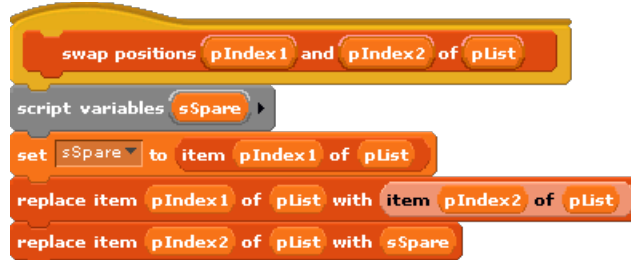 swap positions pIndex1 and pIndex2 of pList
script variables sSpare
set sSpare to item pIndex1 of pList
replace item pIndex1 of pList with item pIndex2 of pList
replace item pIndex2 of pList with sSpare